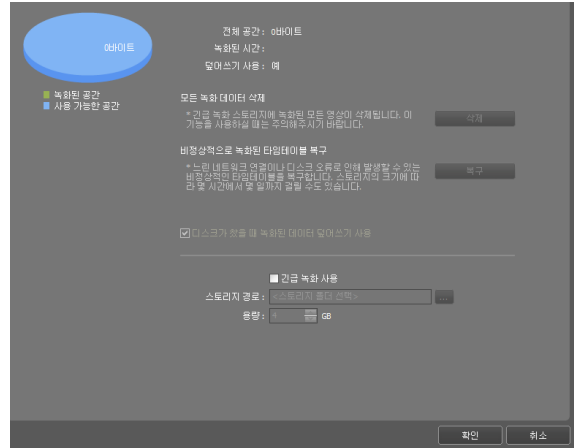 0바이트
전체 공간: 0바이트
녹화된 시간:
덮어쓰기 사용: 예
녹화된 공간
사용 가능한 공간
모든 녹화 데이터 삭제
* 긴급 녹화 스토리지에 녹화된 모든 영상이 삭제됩니다. 이
기능를 사용하실 때는 주의해주시기 바랍니다.
삭제
비정상적으로 녹화된 타임테이블 복구
* 느린 네트워크 연결이나 디스크 오류로 인해 발생할 수 있는
비정상적인 타임테이블을 복구합니다. 스토리지의 크기에 따
라 몇 시간에서 몇 일까지 걸릴 수도 있습니다.
복구
디스크가 찼을 때 녹화된 데이터 덮어쓰기 사용
긴급 녹화 사용
스토리지 경로: <스토리지 폴더 선택> ...
용량: 4 GB
확인 취소